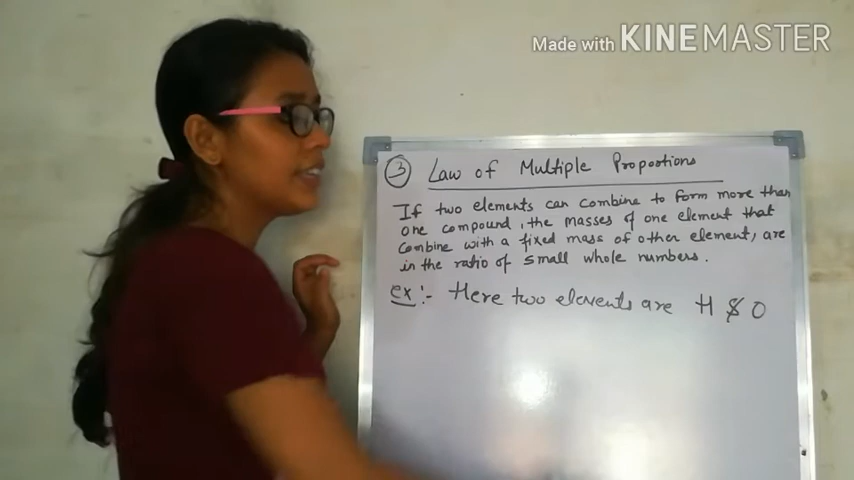 Made with KINEMASTER
③ Law of Multiple Proportions
If two elements can combine to form more than
one compound, the masses of one element that
combine with a fixed mass of other element, are
in the ratio of small whole numbers.
ex:- Here two elements are H & O